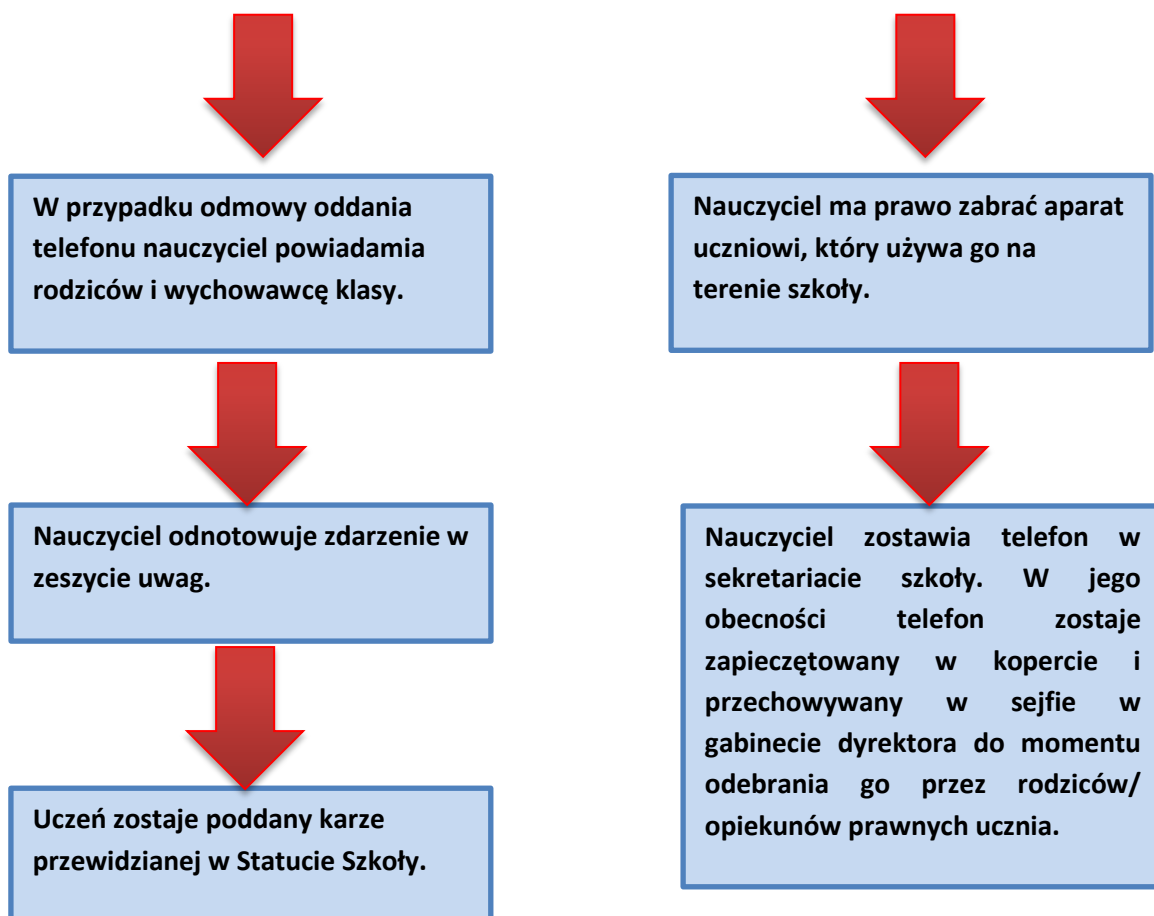 W przypadku odmowy oddania
telefonu nauczyciel powiadamia
rodziców i wychowawcę klasy.
Nauczyciel odnotowuje zdarzenie w
zeszycie uwag.
Uczeń zostaje poddany karze
przewidzianej w Statucie Szkoły.
Nauczyciel ma prawo zabrać aparat
uczniowi, który używa go na
terenie szkoły.
Nauczyciel zostawia telefon w
sekretariacie szkoły. W jego
obecności telefon zostaje
zapieczętowany w kopercie i
przechowywany w sejfie w
gabinecie dyrektora do momentu
odebrania go przez rodziców/
opiekunów prawnych ucznia.